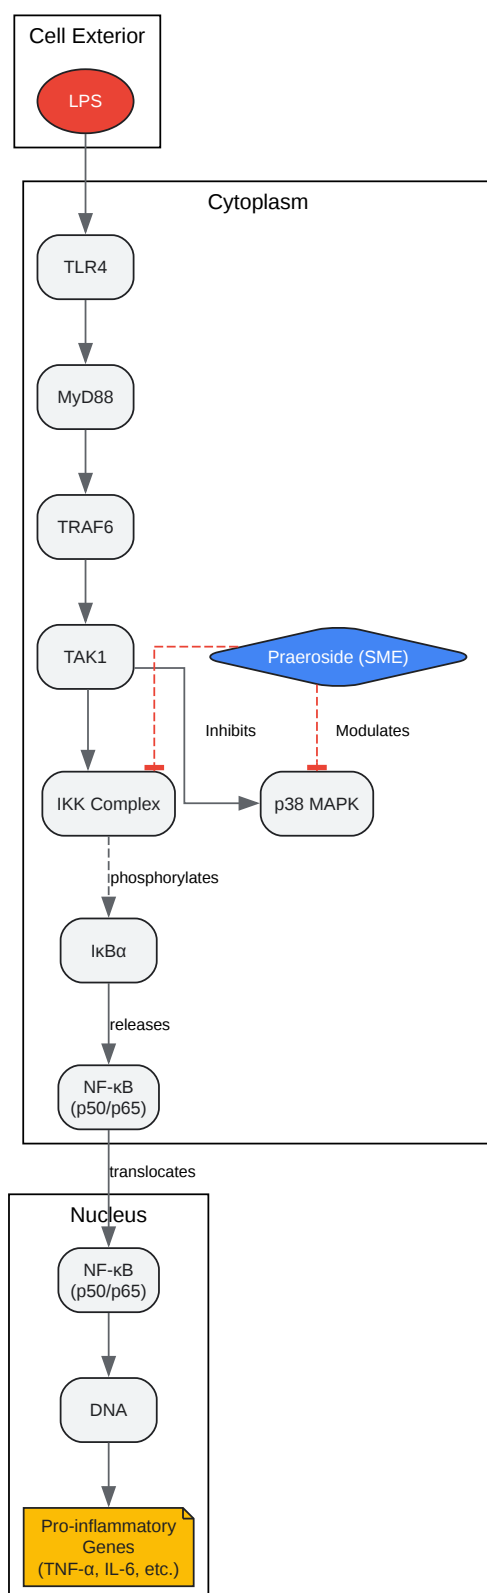 Cell Exterior
LPS
Cytoplasm
TLR4
MyD88
TRAF6
TAK1
Praeroside (SME)
Inhibits
Modulates
IKK Complex
p38 MAPK
phosphorylates
IκBα
releases
NF-κB
(p50/p65)
translocates
Nucleus
NF-κB
(p50/p65)
DNA
Pro-inflammatory
Genes
(TNF-α, IL-6, etc.)